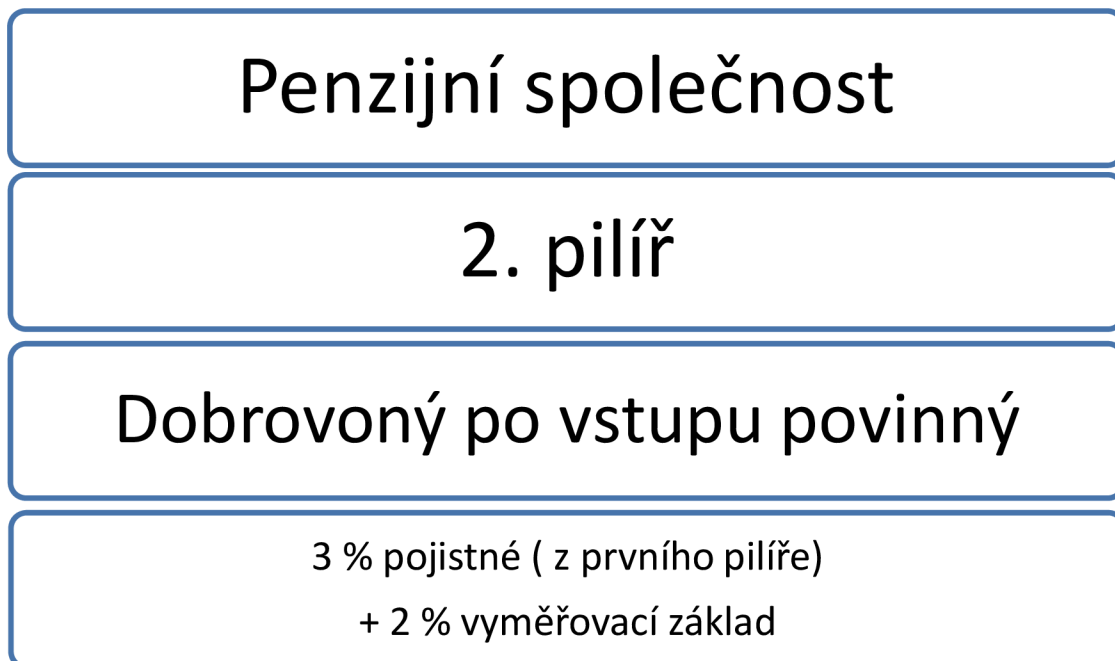 Penzijní společnost
2. pilíř
Dobrovoný po vstupu povinný
3 % pojistné ( z prvního pilíře)
+ 2 % vyměřovací základ